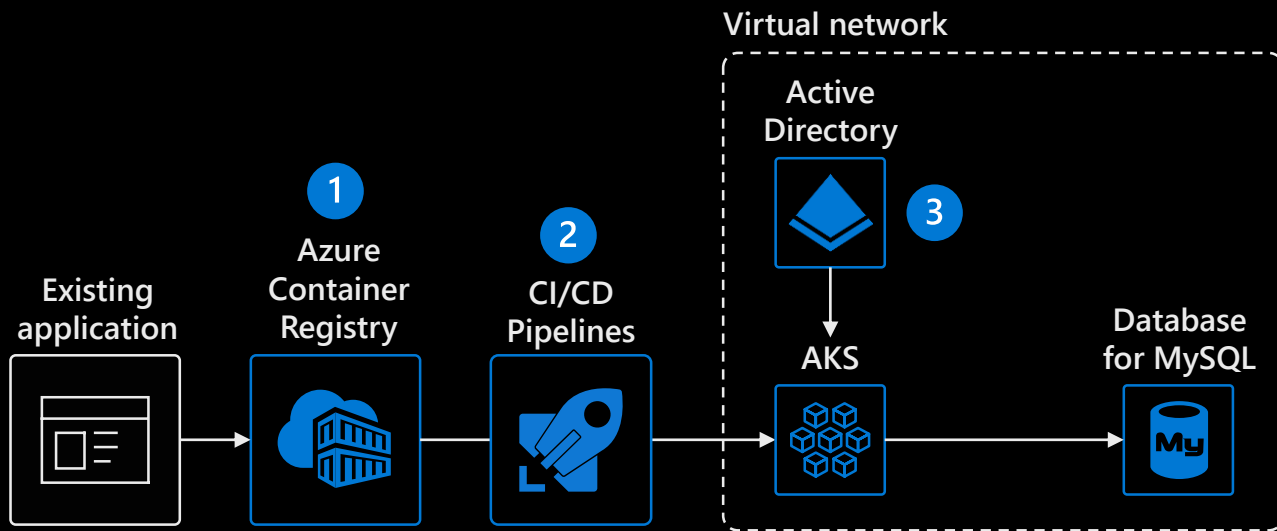 Virtual network
Active
Directory
3
1
Azure
Container
Registry
2
CI/CD
Pipelines
Existing
application
AKS
Database
for MySQL
My